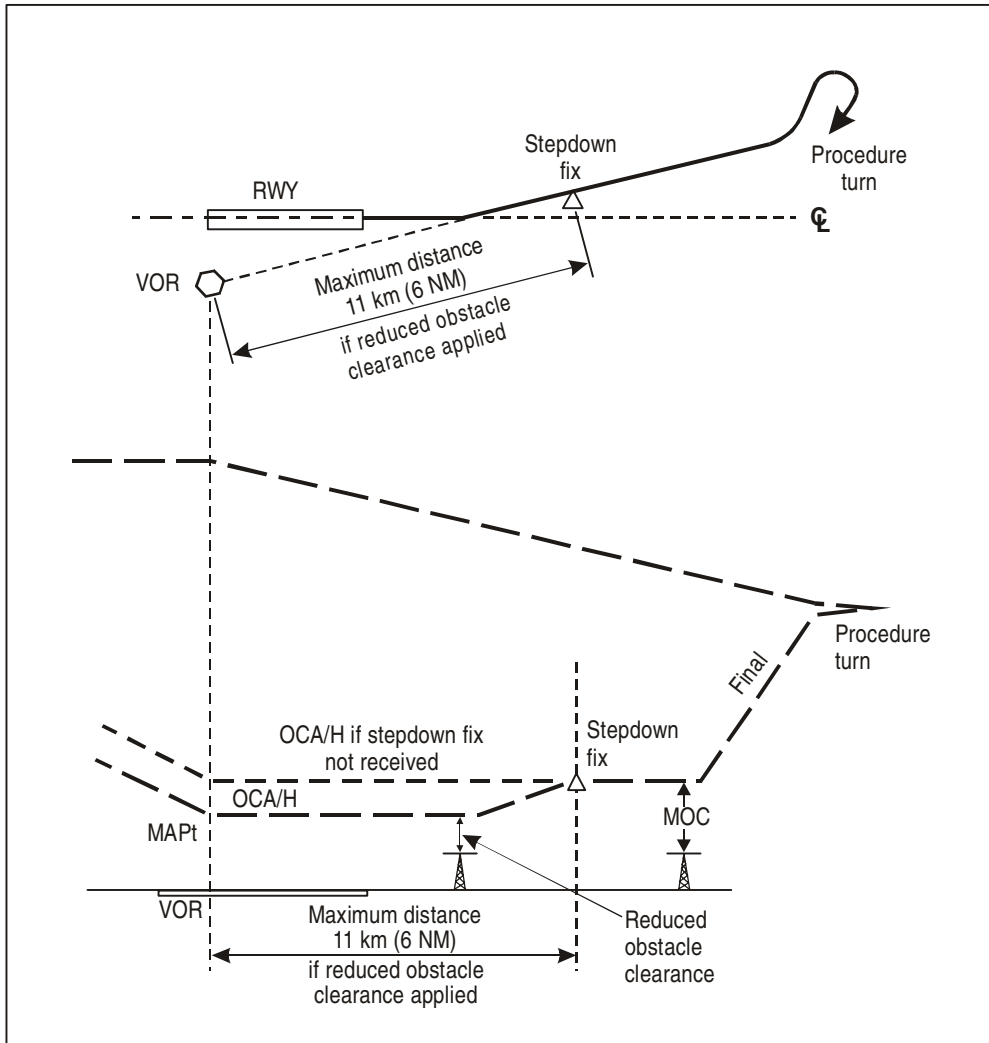 Stepdown
fix
Procedure
turn
RWY
℄
VOR
Maximum distance
11 km (6 NM)
if reduced obstacle
clearance applied
Procedure
turn
Final
Stepdown
fix
OCA/H if stepdown fix
not received
OCA/H
MOC
MAPt
VOR
Maximum distance
11 km (6 NM)
if reduced obstacle
clearance applied
Reduced
obstacle
clearance